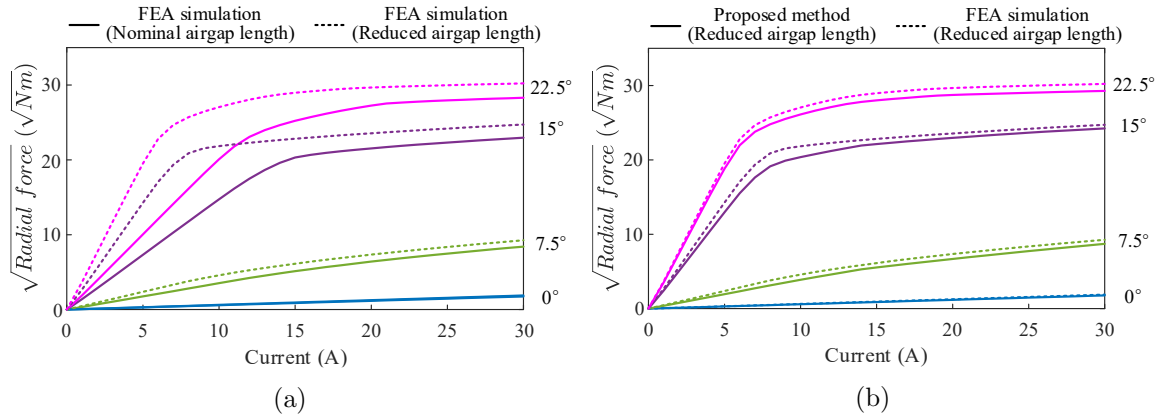 FEA simulation
(Nominal airgap length)
FEA simulation
(Reduced airgap length)
√Radial force (√Nm)
30
20
10
0
0 5 10 15 20 25 30
Current (A)
22.5°
15°
7.5°
0°
(a)
Proposed method
(Reduced airgap length)
FEA simulation
(Reduced airgap length)
√Radial force (√Nm)
30
20
10
0
0 5 10 15 20 25 30
Current (A)
22.5°
15°
7.5°
0°
(b)